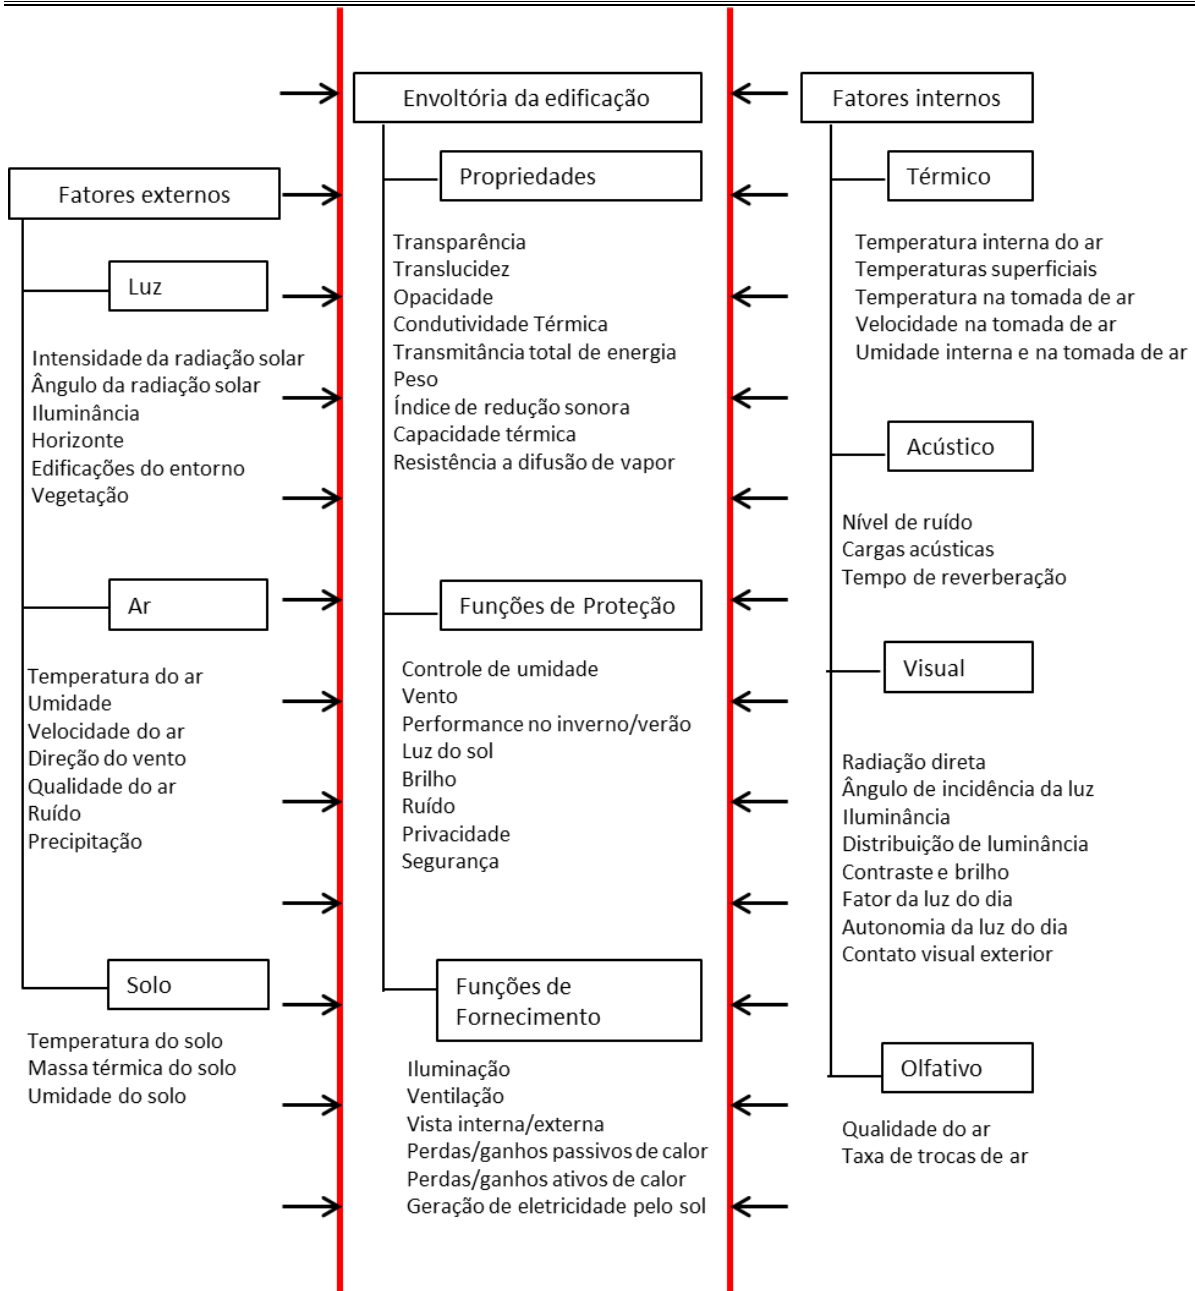 Fatores externos
Luz
Intensidade da radiação solar
Ângulo da radiação solar
Iluminância
Horizonte
Edificações do entorno
Vegetação
Ar
Temperatura do ar
Umidade
Velocidade do ar
Direção do vento
Qualidade do ar
Ruído
Precipitação
Solo
Temperatura do solo
Massa térmica do solo
Umidade do solo
Envoltória da edificação
Propriedades
Transparência
Translucidez
Opacidade
Condutividade Térmica
Transmitância total de energia
Peso
Índice de redução sonora
Capacidade térmica
Resistência a difusão de vapor
Funções de Proteção
Controle de umidade
Vento
Performance no inverno/verão
Luz do sol
Brilho
Ruído
Privacidade
Segurança
Funções de
Fornecimento
Iluminação
Ventilação
Vista interna/externa
Perdas/ganhos passivos de calor
Perdas/ganhos ativos de calor
Geração de eletricidade pelo sol
Fatores internos
Térmico
Temperatura interna do ar
Temperaturas superficiais
Temperatura na tomada de ar
Velocidade na tomada de ar
Umidade interna e na tomada de ar
Acústico
Nível de ruído
Cargas acústicas
Tempo de reverberação
Visual
Radiação direta
Ângulo de incidência da luz
Iluminância
Distribuição de luminância
Contraste e brilho
Fator da luz do dia
Autonomia da luz do dia
Contato visual exterior
Olfativo
Qualidade do ar
Taxa de trocas de ar